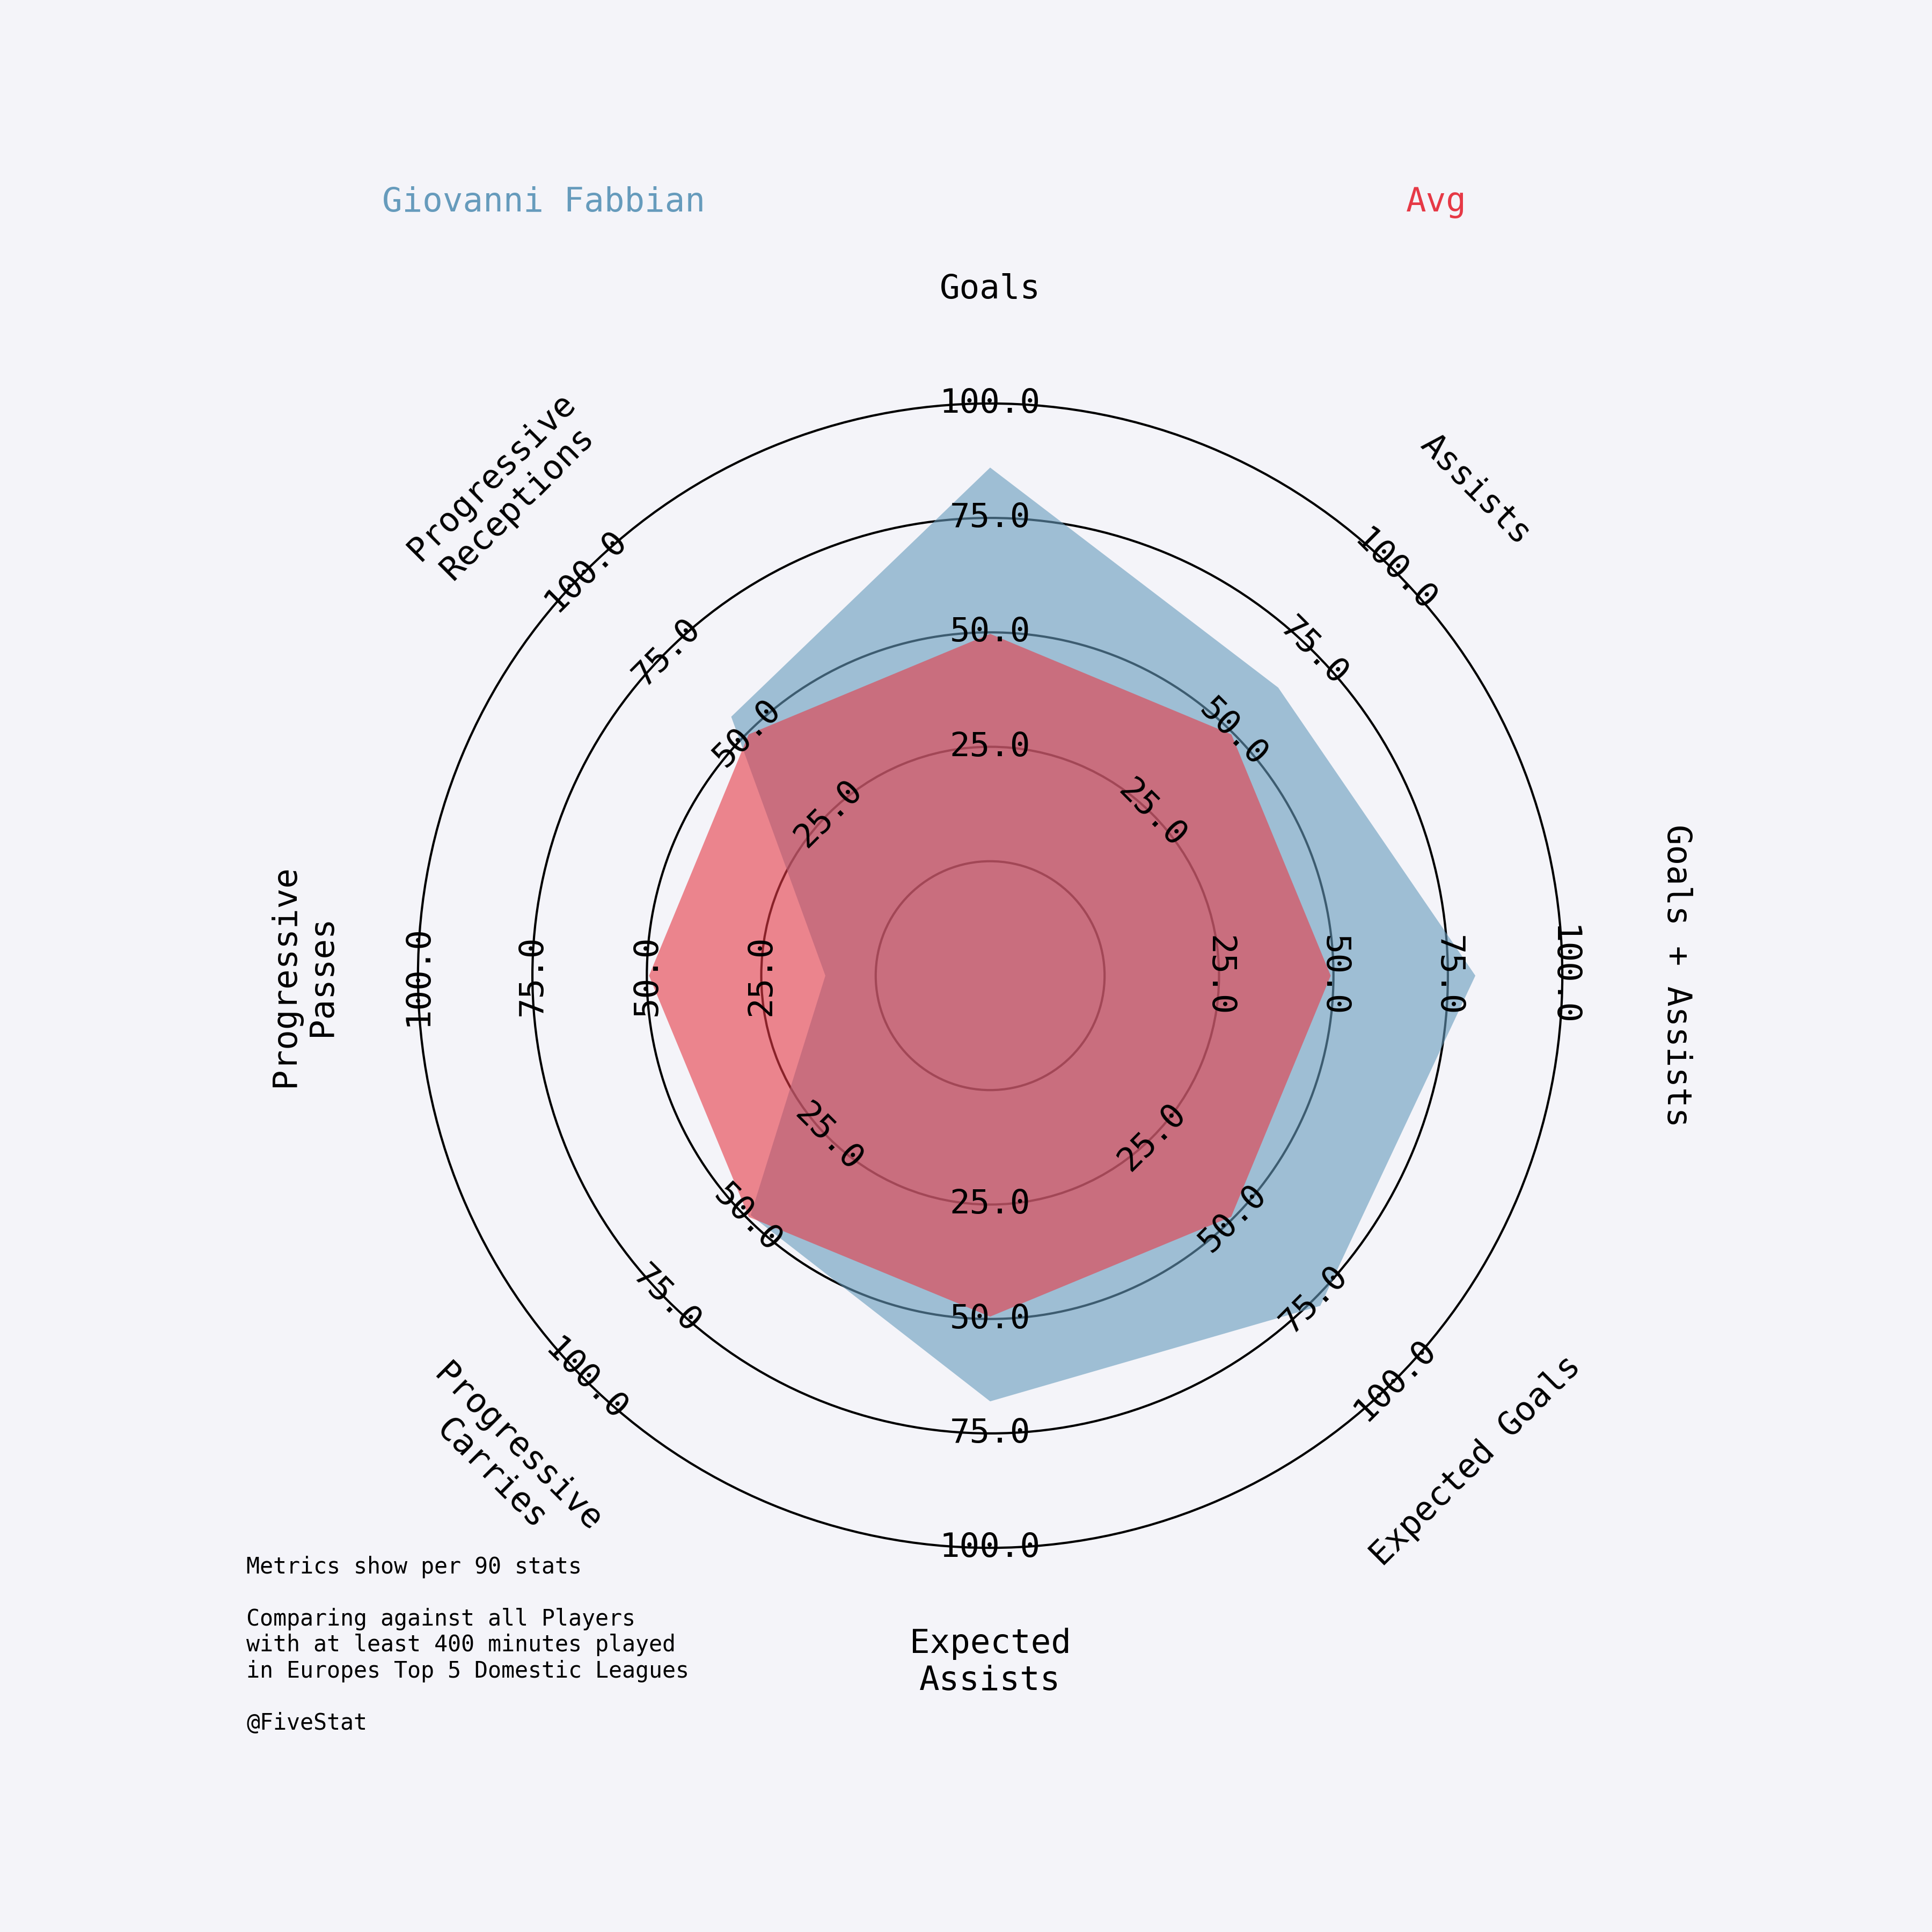 Giovanni Fabbian
Avg
Goals
Assists
Goals + Assists
Expected Goals
Expected
Assists
Progressive
Carries
Progressive
Passes
Progressive
Receptions
25.0
50.0
75.0
100.0
25.0
50.0
75.0
100.0
25.0
50.0
75.0
100.0
25.0
50.0
75.0
100.0
25.0
50.0
75.0
100.0
25.0
50.0
75.0
100.0
25.0
50.0
75.0
100.0
25.0
50.0
75.0
100.0
Metrics show per 90 stats
Comparing against all Players
with at least 400 minutes played
in Europes Top 5 Domestic Leagues
@FiveStat